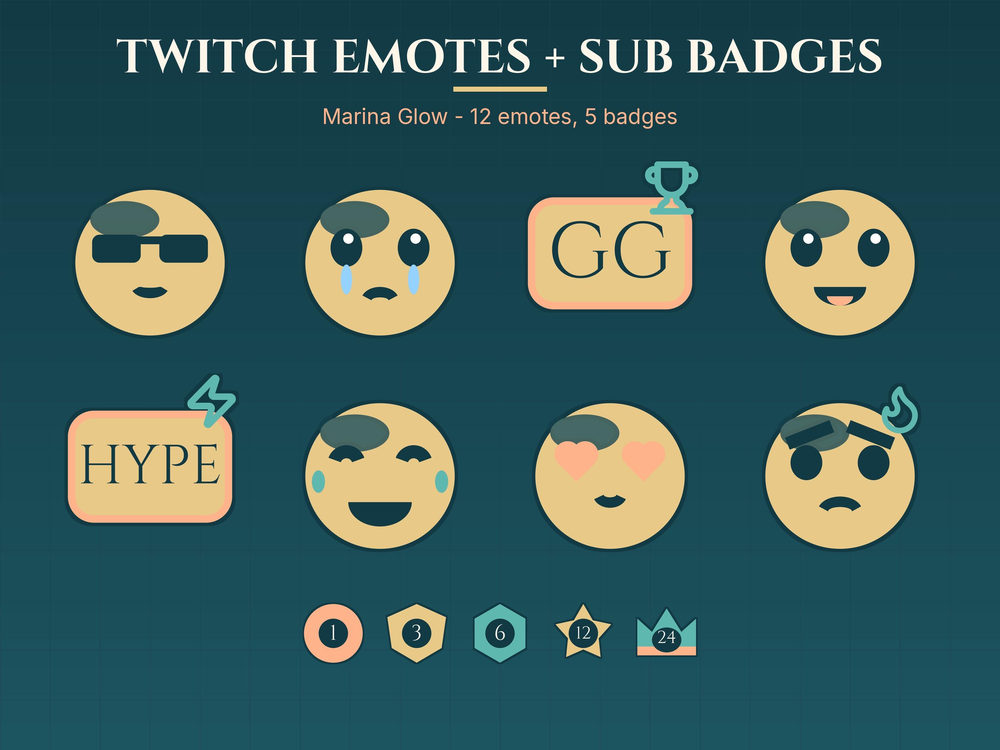 TWITCH EMOTES + SUB BADGES
Marina Glow - 12 emotes, 5 badges
GG
HYPE
1 3 6 12 24